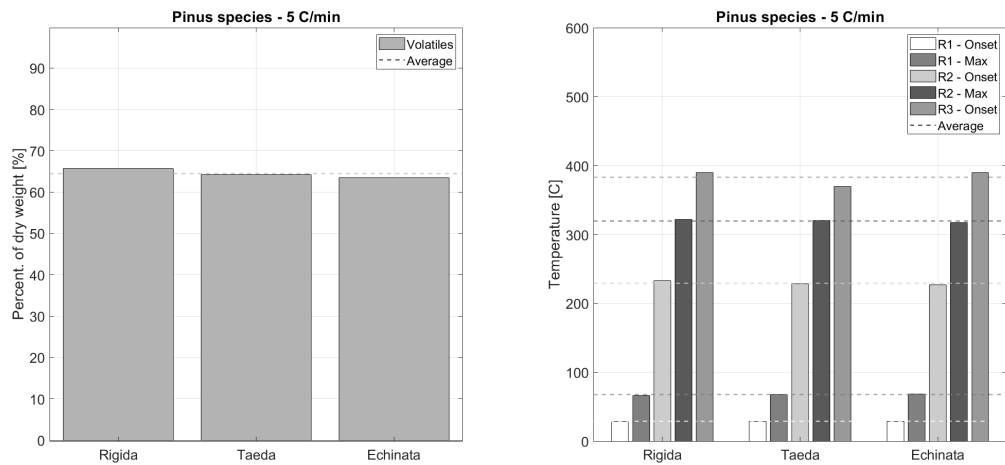 Pinus species - 5 C/min
Percent. of dry weight [%]
90
80
70
60
50
40
30
20
10
0
Volatiles
Average
Rigida
Taeda
Echinata
Pinus species - 5 C/min
Temperature [C]
600
500
400
300
200
100
0
R1 - Onset
R1 - Max
R2 - Onset
R2 - Max
R3 - Onset
Average
Rigida
Taeda
Echinata